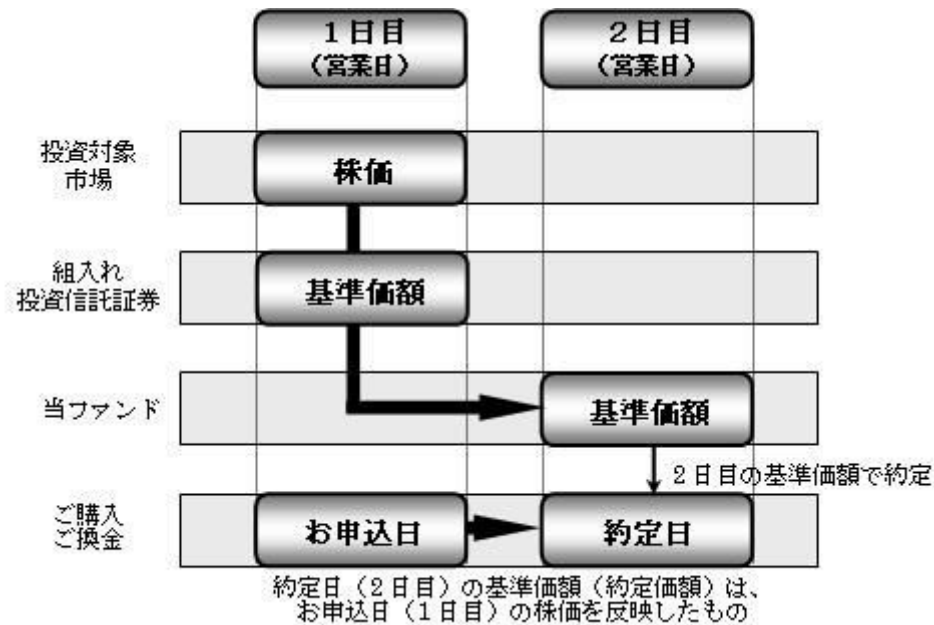 1日目
（営業日）
2日目
（営業日）
投資対象
市場
株価
組入れ
投資信託証券
基準価額
当ファンド
基準価額
2日目の基準価額で約定
ご購入
ご換金
お申込日
約定日
約定日（2日目）の基準価額（約定価額）は、
お申込日（1日目）の株価を反映したもの